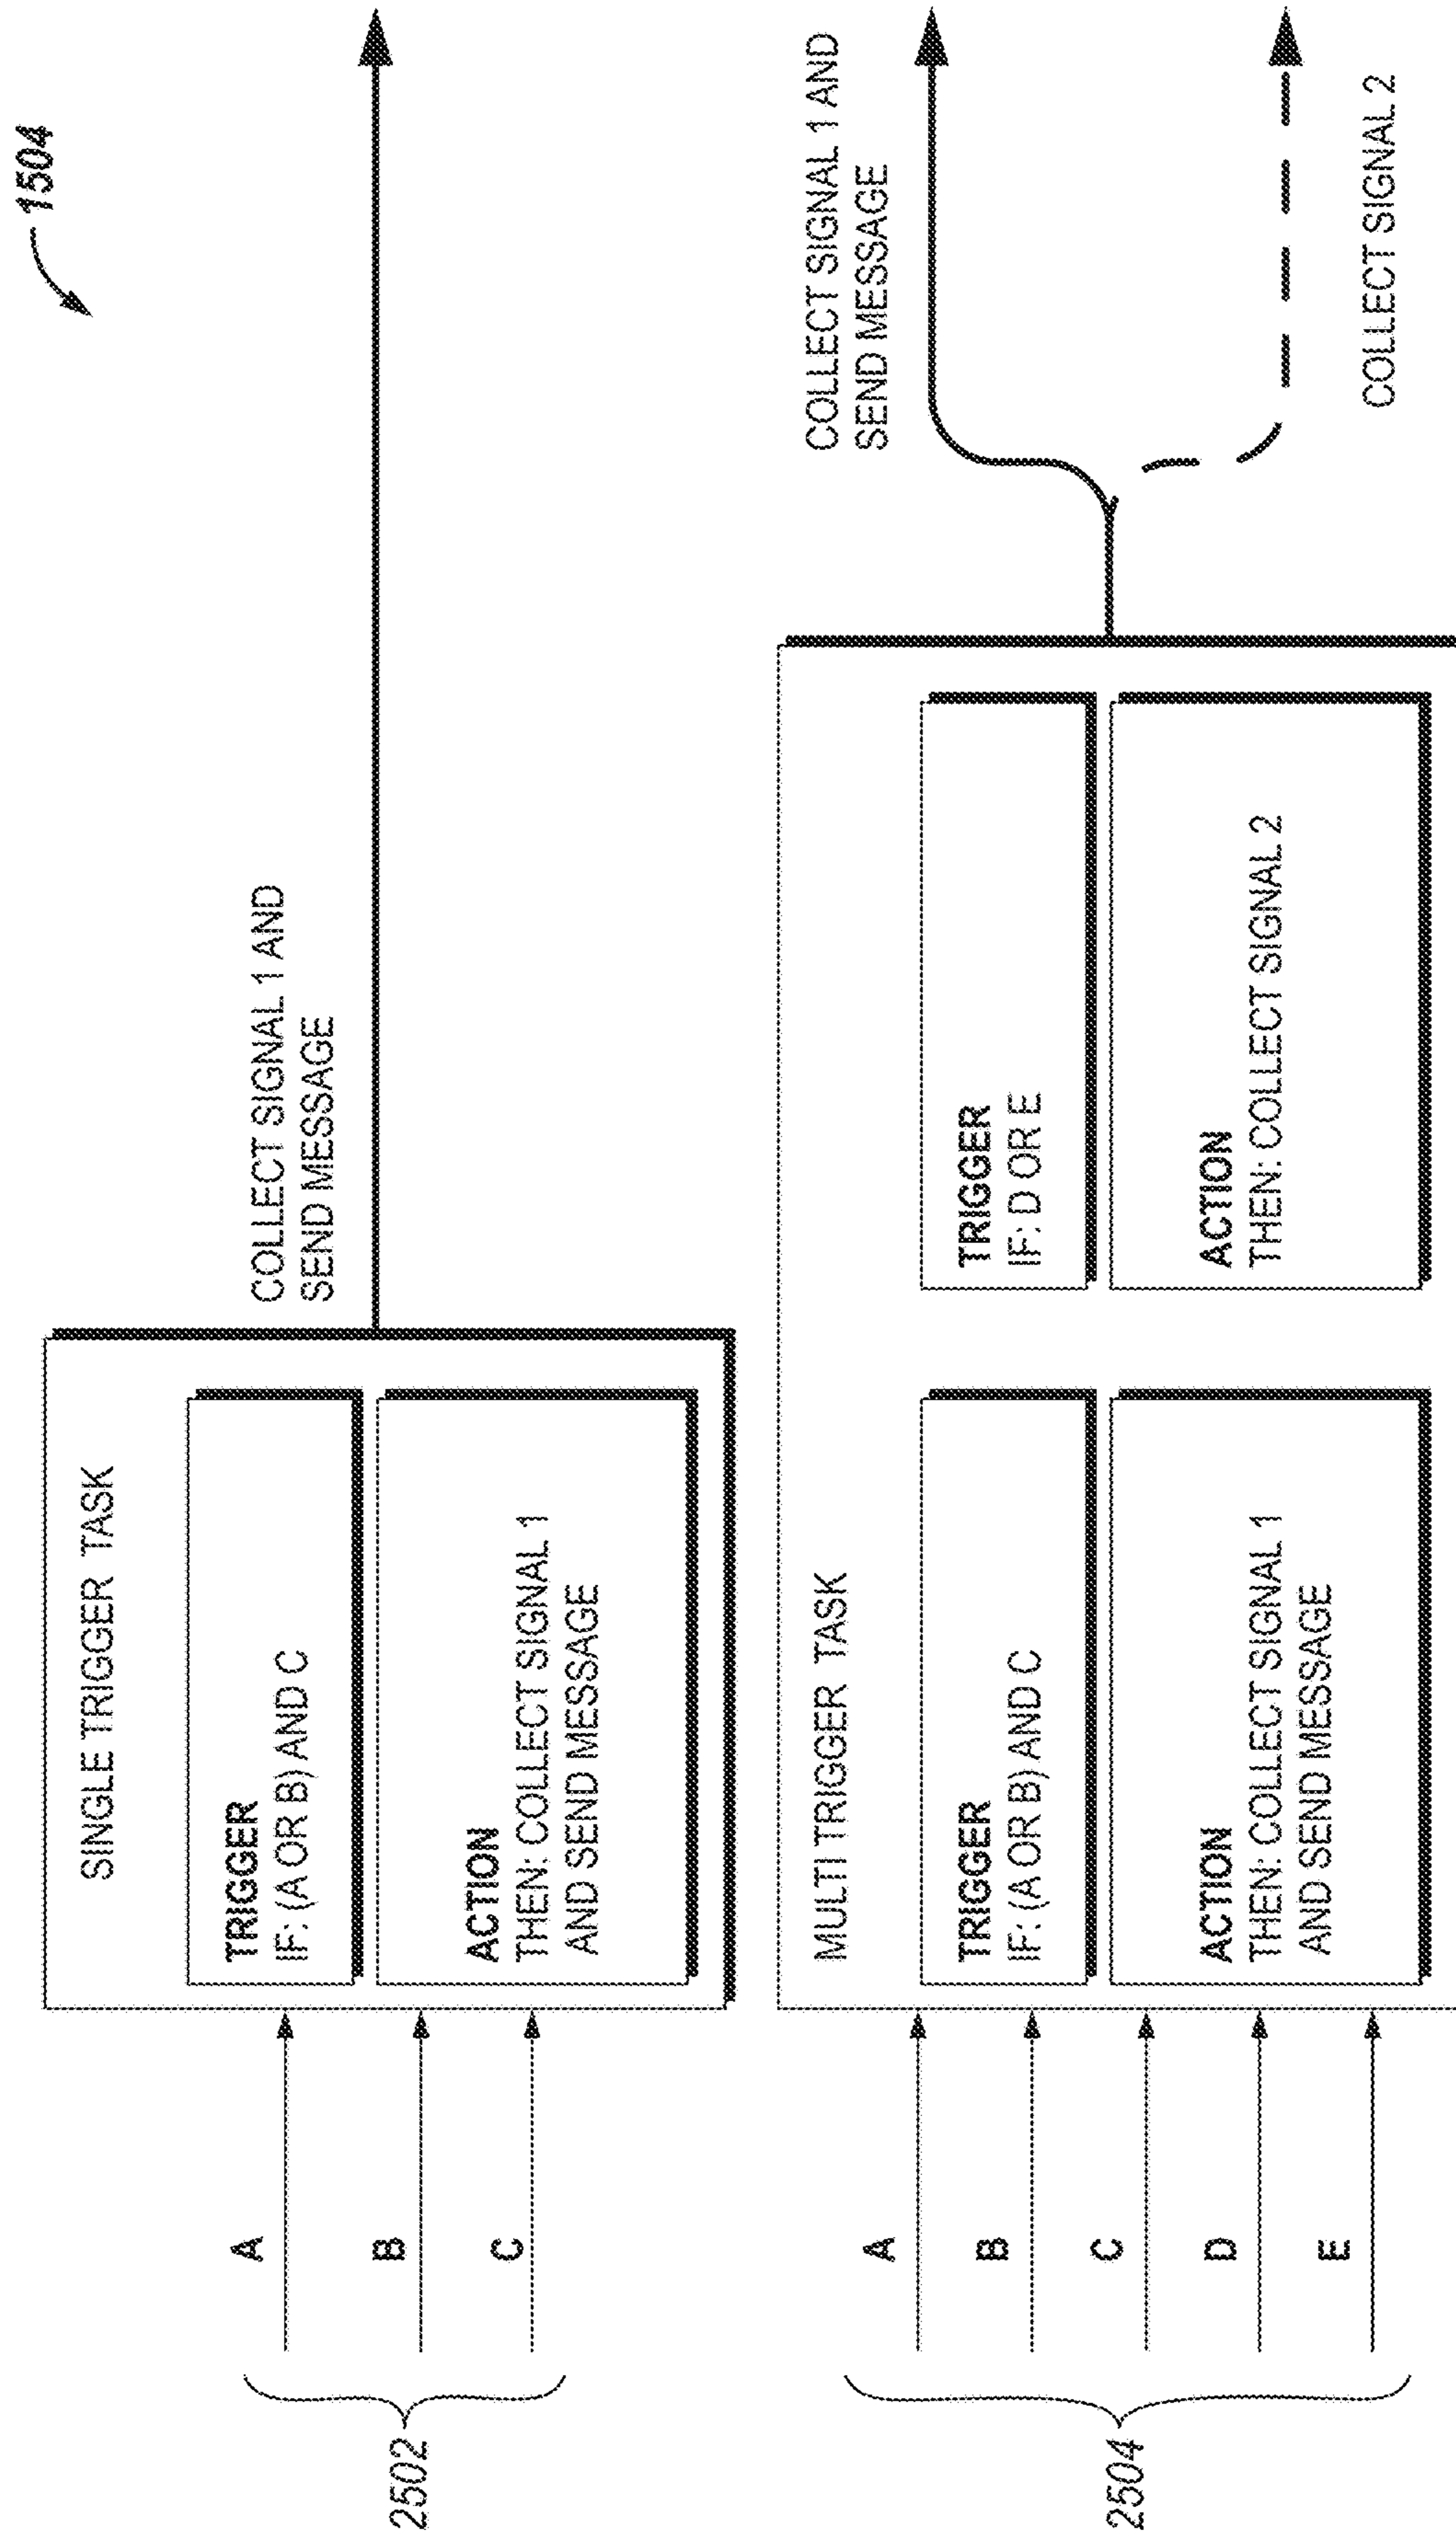 1504
2502
A
B
C
SINGLE TRIGGER TASK
TRIGGER
IF: (A OR B) AND C
ACTION
THEN: COLLECT SIGNAL 1
AND SEND MESSAGE
COLLECT SIGNAL 1 AND
SEND MESSAGE
2504
A
B
C
D
E
MULTI TRIGGER TASK
TRIGGER
IF: (A OR B) AND C
ACTION
THEN: COLLECT SIGNAL 1
AND SEND MESSAGE
TRIGGER
IF: D OR E
ACTION
THEN: COLLECT SIGNAL 2
COLLECT SIGNAL 1 AND
SEND MESSAGE
COLLECT SIGNAL 2